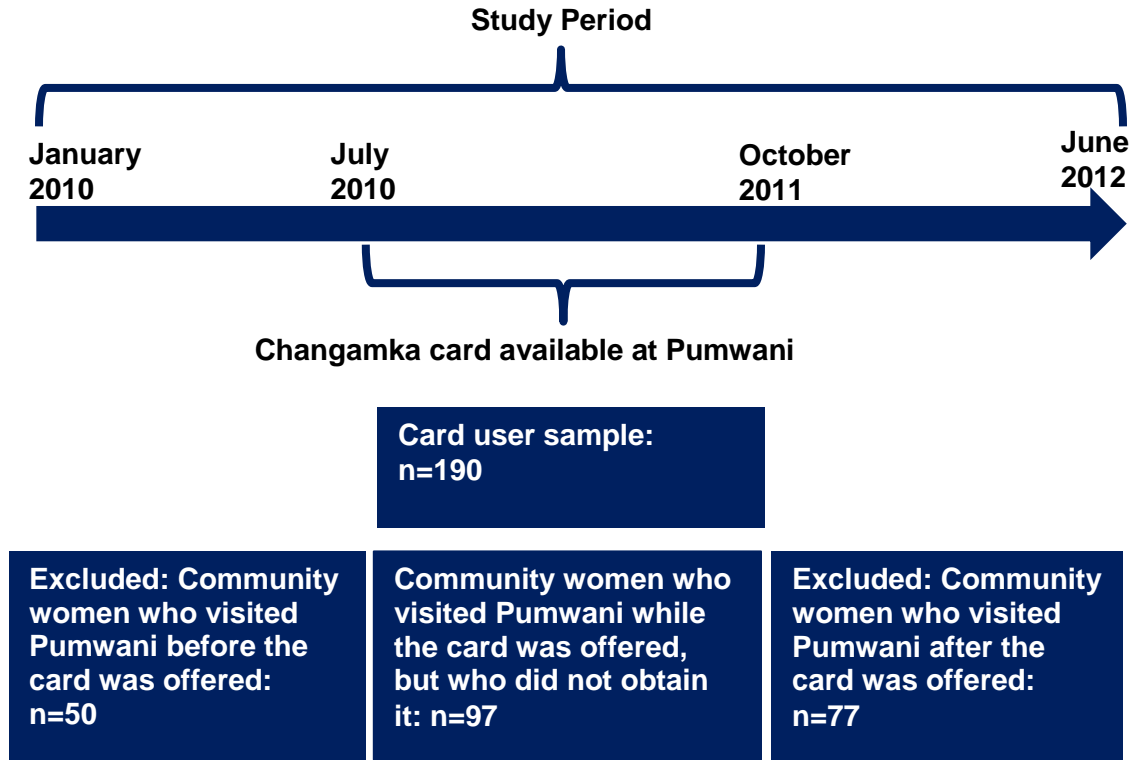 Study Period
January
2010
July
2010
October
2011
June
2012
Changamka card available at Pumwani
Card user sample:
n=190
Excluded: Community
women who visited
Pumwani before the
card was offered:
n=50
Community women who
visited Pumwani while
the card was offered,
but who did not obtain
it: n=97
Excluded: Community
women who visited
Pumwani after the
card was offered:
n=77